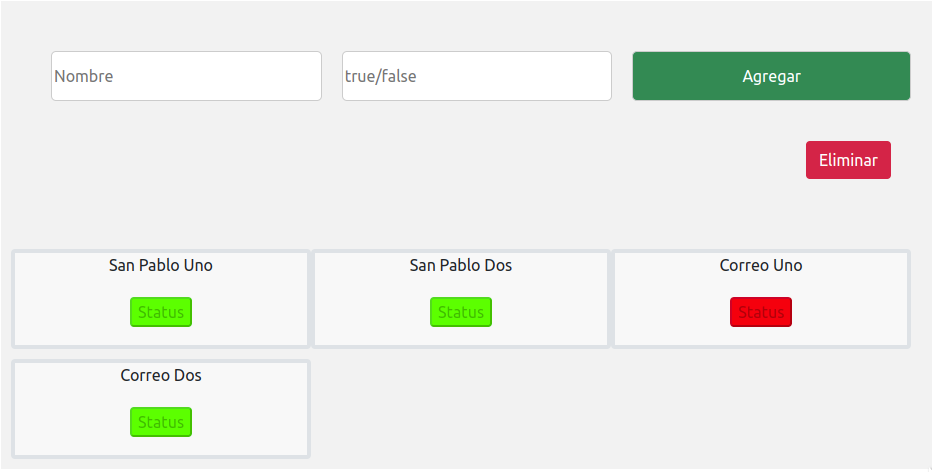 Nombre true/false Agregar
Eliminar
San Pablo Uno San Pablo Dos Correo Uno
Status Status Status
Correo Dos
Status